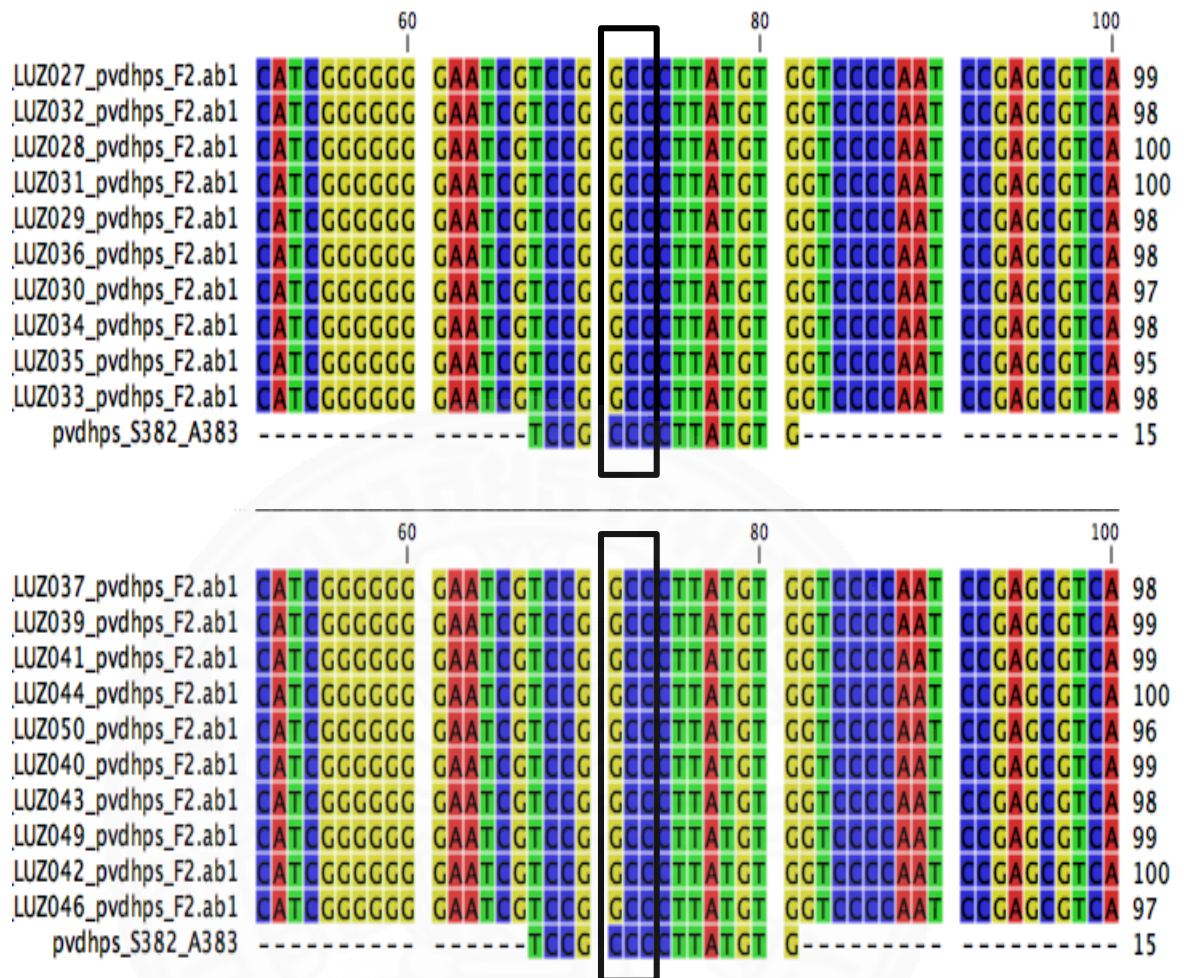 60 80 100
LUZ027_pvdhps_F2.ab1 CATCGGGGGG GAATCGTCCG GCCCTTATGT GGTCCCCAAT CCGAGCGTCA 99
LUZ032_pvdhps_F2.ab1 CATCGGGGGG GAATCGTCCG GCCCTTATGT GGTCCCCAAT CCGAGCGTCA 98
LUZ028_pvdhps_F2.ab1 CATCGGGGGG GAATCGTCCG GCCCTTATGT GGTCCCCAAT CCGAGCGTCA 100
LUZ031_pvdhps_F2.ab1 CATCGGGGGG GAATCGTCCG GCCCTTATGT GGTCCCCAAT CCGAGCGTCA 100
LUZ029_pvdhps_F2.ab1 CATCGGGGGG GAATCGTCCG GCCCTTATGT GGTCCCCAAT CCGAGCGTCA 98
LUZ036_pvdhps_F2.ab1 CATCGGGGGG GAATCGTCCG GCCCTTATGT GGTCCCCAAT CCGAGCGTCA 98
LUZ030_pvdhps_F2.ab1 CATCGGGGGG GAATCGTCCG GCCCTTATGT GGTCCCCAAT CCGAGCGTCA 97
LUZ034_pvdhps_F2.ab1 CATCGGGGGG GAATCGTCCG GCCCTTATGT GGTCCCCAAT CCGAGCGTCA 98
LUZ035_pvdhps_F2.ab1 CATCGGGGGG GAATCGTCCG GCCCTTATGT GGTCCCCAAT CCGAGCGTCA 95
LUZ033_pvdhps_F2.ab1 CATCGGGGGG GAATCGTCCG GCCCTTATGT GGTCCCCAAT CCGAGCGTCA 98
pvdhps_S382_A383 ---------- ------TCCG CCCCTTATGT G--------- ---------- 15
60 80 100
LUZ037_pvdhps_F2.ab1 CATCGGGGGG GAATCGTCCG GCCCTTATGT GGTCCCCAAT CCGAGCGTCA 98
LUZ039_pvdhps_F2.ab1 CATCGGGGGG GAATCGTCCG GCCCTTATGT GGTCCCCAAT CCGAGCGTCA 99
LUZ041_pvdhps_F2.ab1 CATCGGGGGG GAATCGTCCG GCCCTTATGT GGTCCCCAAT CCGAGCGTCA 99
LUZ044_pvdhps_F2.ab1 CATCGGGGGG GAATCGTCCG GCCCTTATGT GGTCCCCAAT CCGAGCGTCA 100
LUZ050_pvdhps_F2.ab1 CATCGGGGGG GAATCGTCCG GCCCTTATGT GGTCCCCAAT CCGAGCGTCA 96
LUZ040_pvdhps_F2.ab1 CATCGGGGGG GAATCGTCCG GCCCTTATGT GGTCCCCAAT CCGAGCGTCA 99
LUZ043_pvdhps_F2.ab1 CATCGGGGGG GAATCGTCCG GCCCTTATGT GGTCCCCAAT CCGAGCGTCA 98
LUZ049_pvdhps_F2.ab1 CATCGGGGGG GAATCGTCCG GCCCTTATGT GGTCCCCAAT CCGAGCGTCA 99
LUZ042_pvdhps_F2.ab1 CATCGGGGGG GAATCGTCCG GCCCTTATGT GGTCCCCAAT CCGAGCGTCA 100
LUZ046_pvdhps_F2.ab1 CATCGGGGGG GAATCGTCCG GCCCTTATGT GGTCCCCAAT CCGAGCGTCA 97
pvdhps_S382_A383 ---------- ------TCCG CCCCTTATGT G--------- ---------- 15